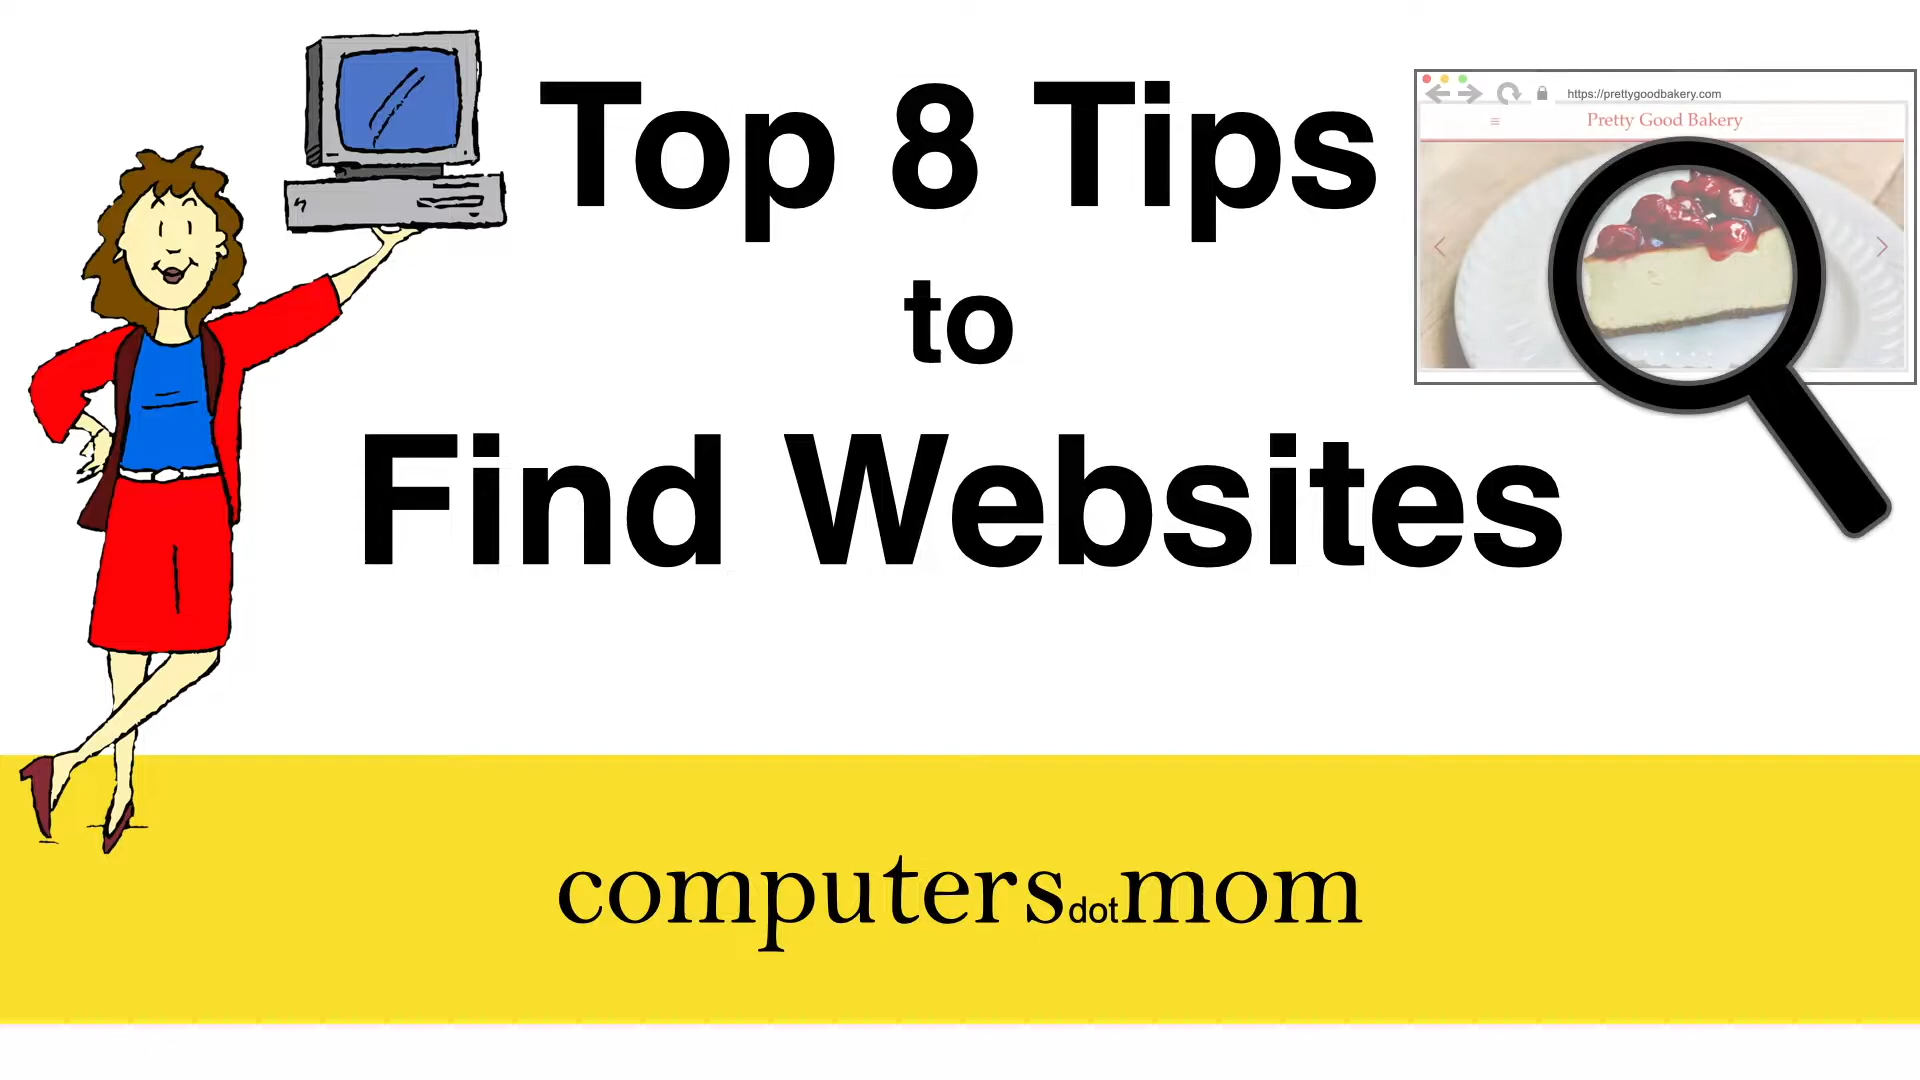 Top 8 Tips
to
Find Websites
https://prettygoodbakery.com
Pretty Good Bakery
computersdotmom